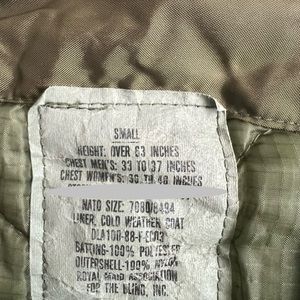 SMALL
HEIGHT: OVER 63 INCHES
CHEST MEN'S: 33 TO 37 INCHES
CHEST WOMEN'S: 36 TO 40 INCHES
NATO SIZE: 7080/8494
LINER, COLD WEATHER COAT
DLA100-88-F-EC03
BATTING-100% POLYESTER
OUTERSHELL-100% NYLON
ROYAL MAID ASSOCIATION
FOR THE BLIND, INC.